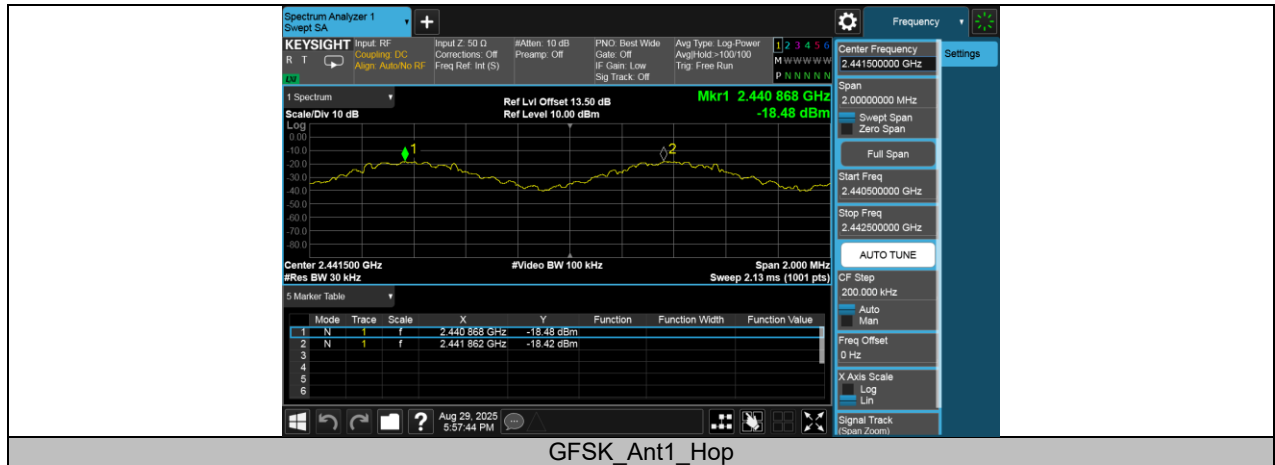 Spectrum Analyzer 1
Swept SA
+
Frequency
KEYSIGHT
R T
LXI
Input: RF
Coupling: DC
Align: Auto/No RF
Input Z: 50 Ω
Corrections: Off
Freq Ref: Int (S)
#Atten: 10 dB
Preamp: Off
PNO: Best Wide
Gate: Off
IF Gain: Low
Sig Track: Off
Avg Type: Log-Power
Avg|Hold:>100/100
Trig: Free Run
1 2 3 4 5 6
M W W W W W
P N N N N N
Center Frequency
2.441500000 GHz
Settings
Span
2.00000000 MHz
Swept Span
Zero Span
Full Span
Start Freq
2.440500000 GHz
Stop Freq
2.442500000 GHz
AUTO TUNE
CF Step
200.000 kHz
Auto
Man
Freq Offset
0 Hz
X Axis Scale
Log
Lin
Signal Track
(Span Zoom)
1 Spectrum
Scale/Div 10 dB
Ref Lvl Offset 13.50 dB
Ref Level 10.00 dBm
Mkr1 2.440 868 GHz
-18.48 dBm
Log
0.00
-10.0
-20.0
-30.0
-40.0
-50.0
-60.0
-70.0
-80.0
1
2
Center 2.441500 GHz
#Res BW 30 kHz
#Video BW 100 kHz
Span 2.000 MHz
Sweep 2.13 ms (1001 pts)
5 Marker Table
Mode Trace Scale X Y Function Function Width Function Value
1 N 1 f 2.440 868 GHz -18.48 dBm
2 N 1 f 2.441 862 GHz -18.42 dBm
3
4
5
6
?
Aug 29, 2025
5:57:44 PM
GFSK_Ant1_Hop